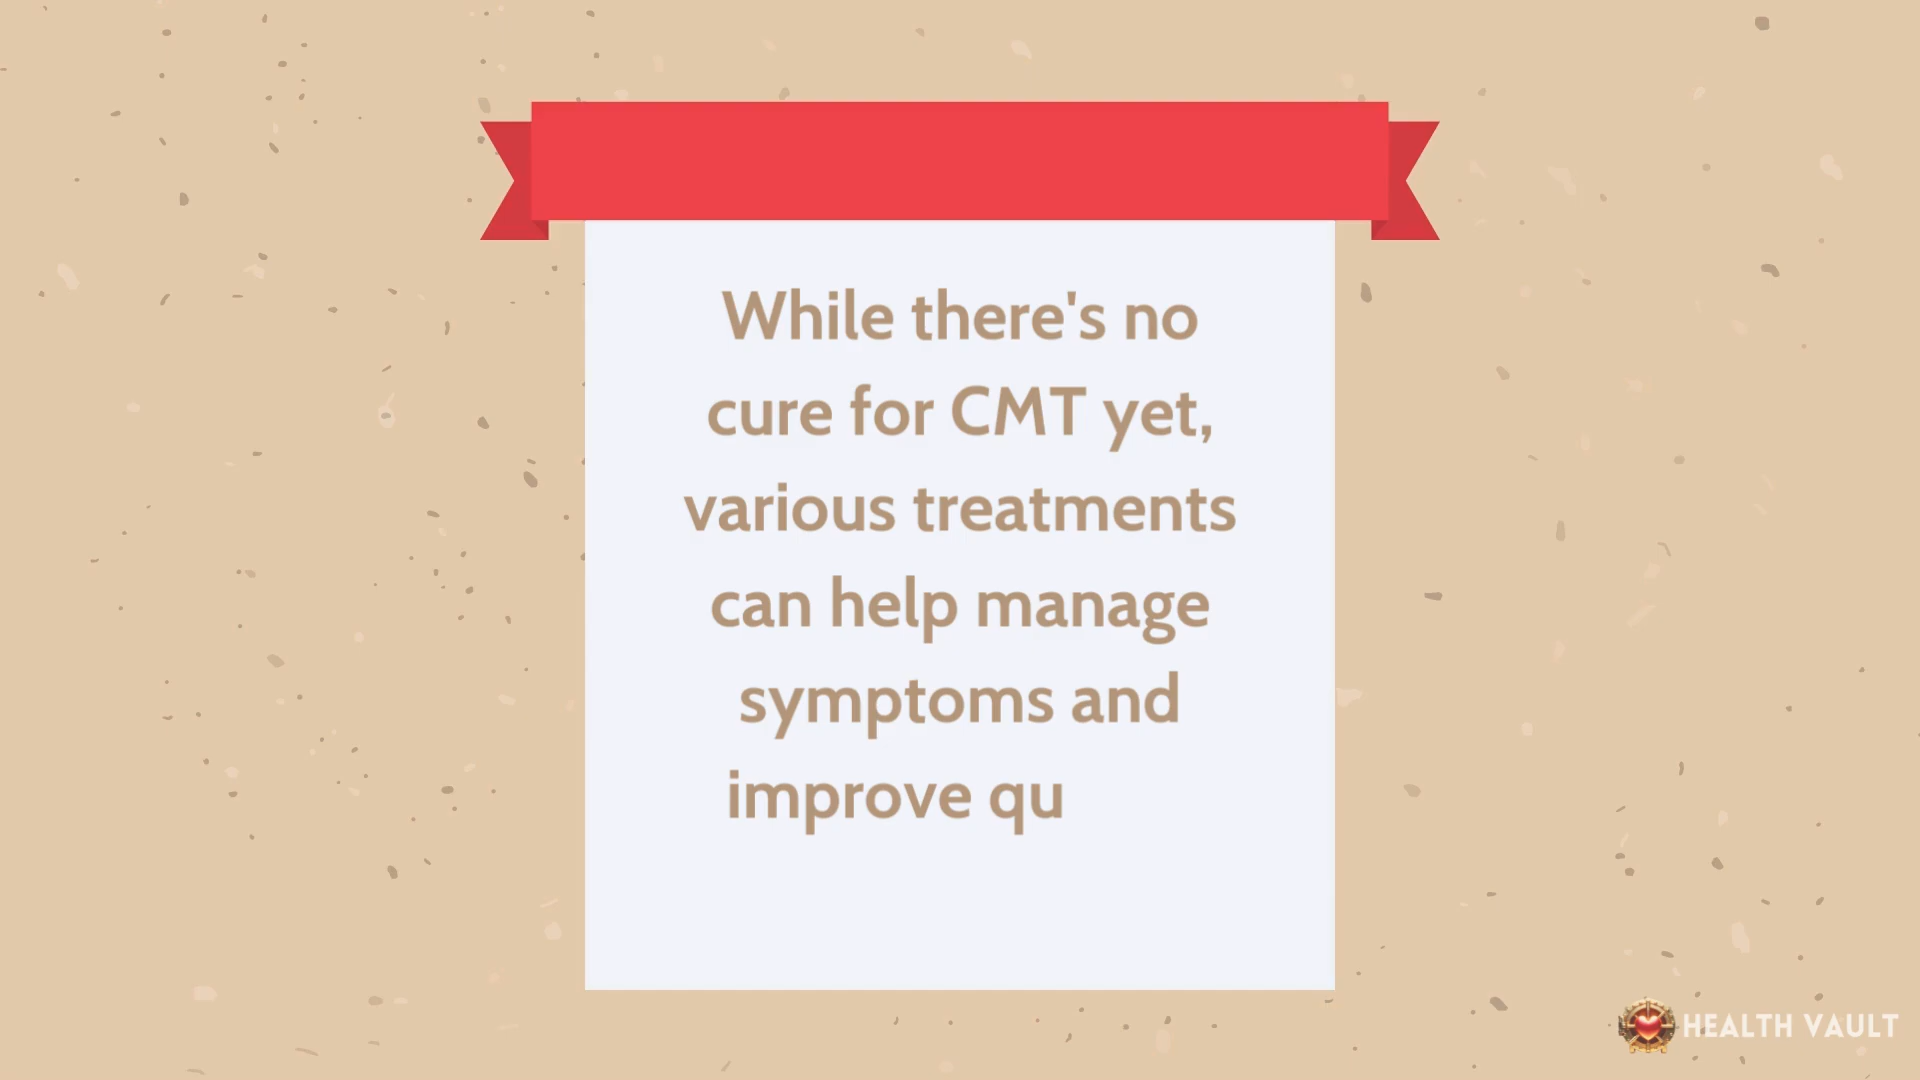 While there's no
cure for CMT yet,
various treatments
can help manage
symptoms and
improve qu
HEALTH VAULT